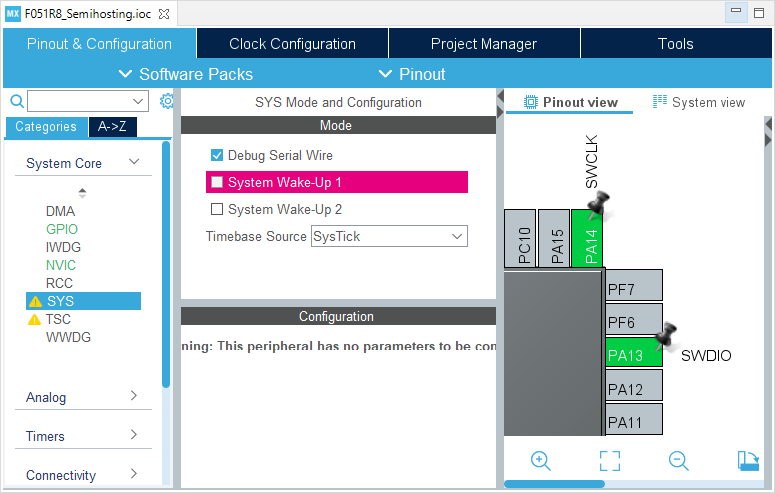 MX F051R8_Semihosting.ioc
Pinout & Configuration
Clock Configuration
Project Manager
Tools
Software Packs
Pinout
Categories
A->Z
System Core
DMA
GPIO
IWDG
NVIC
RCC
SYS
TSC
WWDG
Analog
Timers
Connectivity
SYS Mode and Configuration
Mode
Debug Serial Wire
System Wake-Up 1
System Wake-Up 2
Timebase Source SysTick
Configuration
ning: This peripheral has no parameters to be con
Pinout view
System view
SWCLK
PC10
PA15
PA14
PF7
PF6
PA13
SWDIO
PA12
PA11